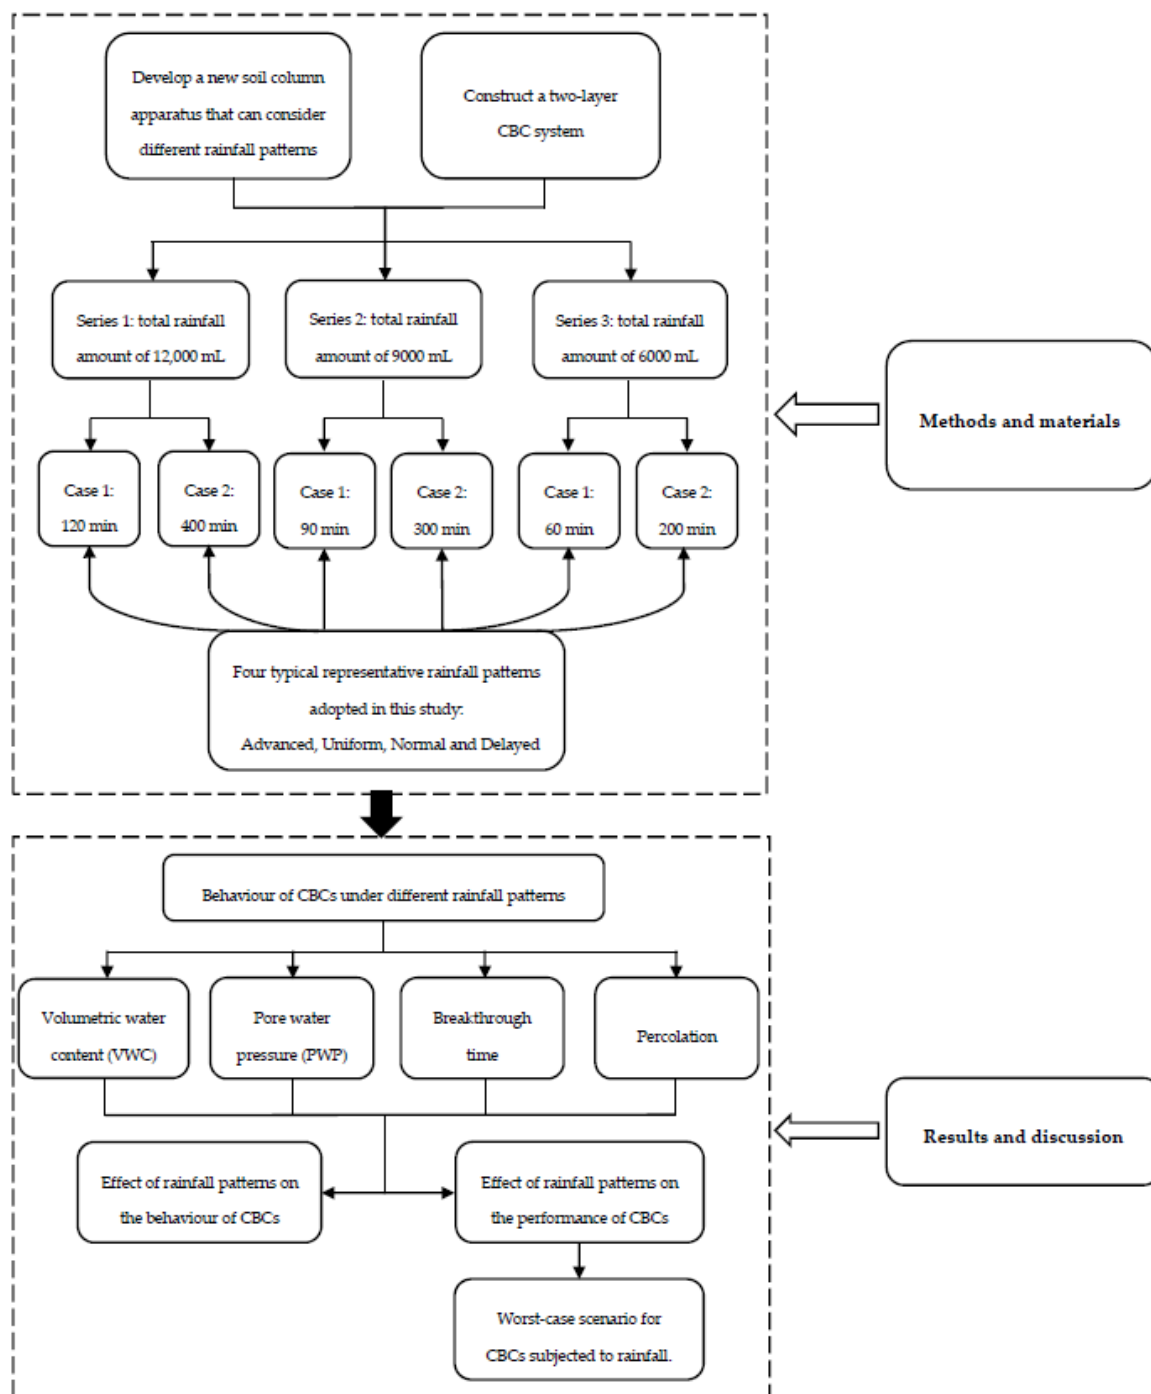 Develop a new soil column
apparatus that can consider
different rainfall patterns
Construct a two-layer
CBC system
Series 1: total rainfall
amount of 12,000 mL
Series 2: total rainfall
amount of 9000 mL
Series 3: total rainfall
amount of 6000 mL
Case 1:
120 min
Case 2:
400 min
Case 1:
90 min
Case 2:
300 min
Case 1:
60 min
Case 2:
200 min
Four typical representative rainfall patterns
adopted in this study:
Advanced, Uniform, Normal and Delayed
Methods and materials
Behaviour of CBCs under different rainfall patterns
Volumetric water
content (VWC)
Pore water
pressure (PWP)
Breakthrough
time
Percolation
Effect of rainfall patterns on
the behaviour of CBCs
Effect of rainfall patterns on
the performance of CBCs
Worst-case scenario for
CBCs subjected to rainfall.
Results and discussion